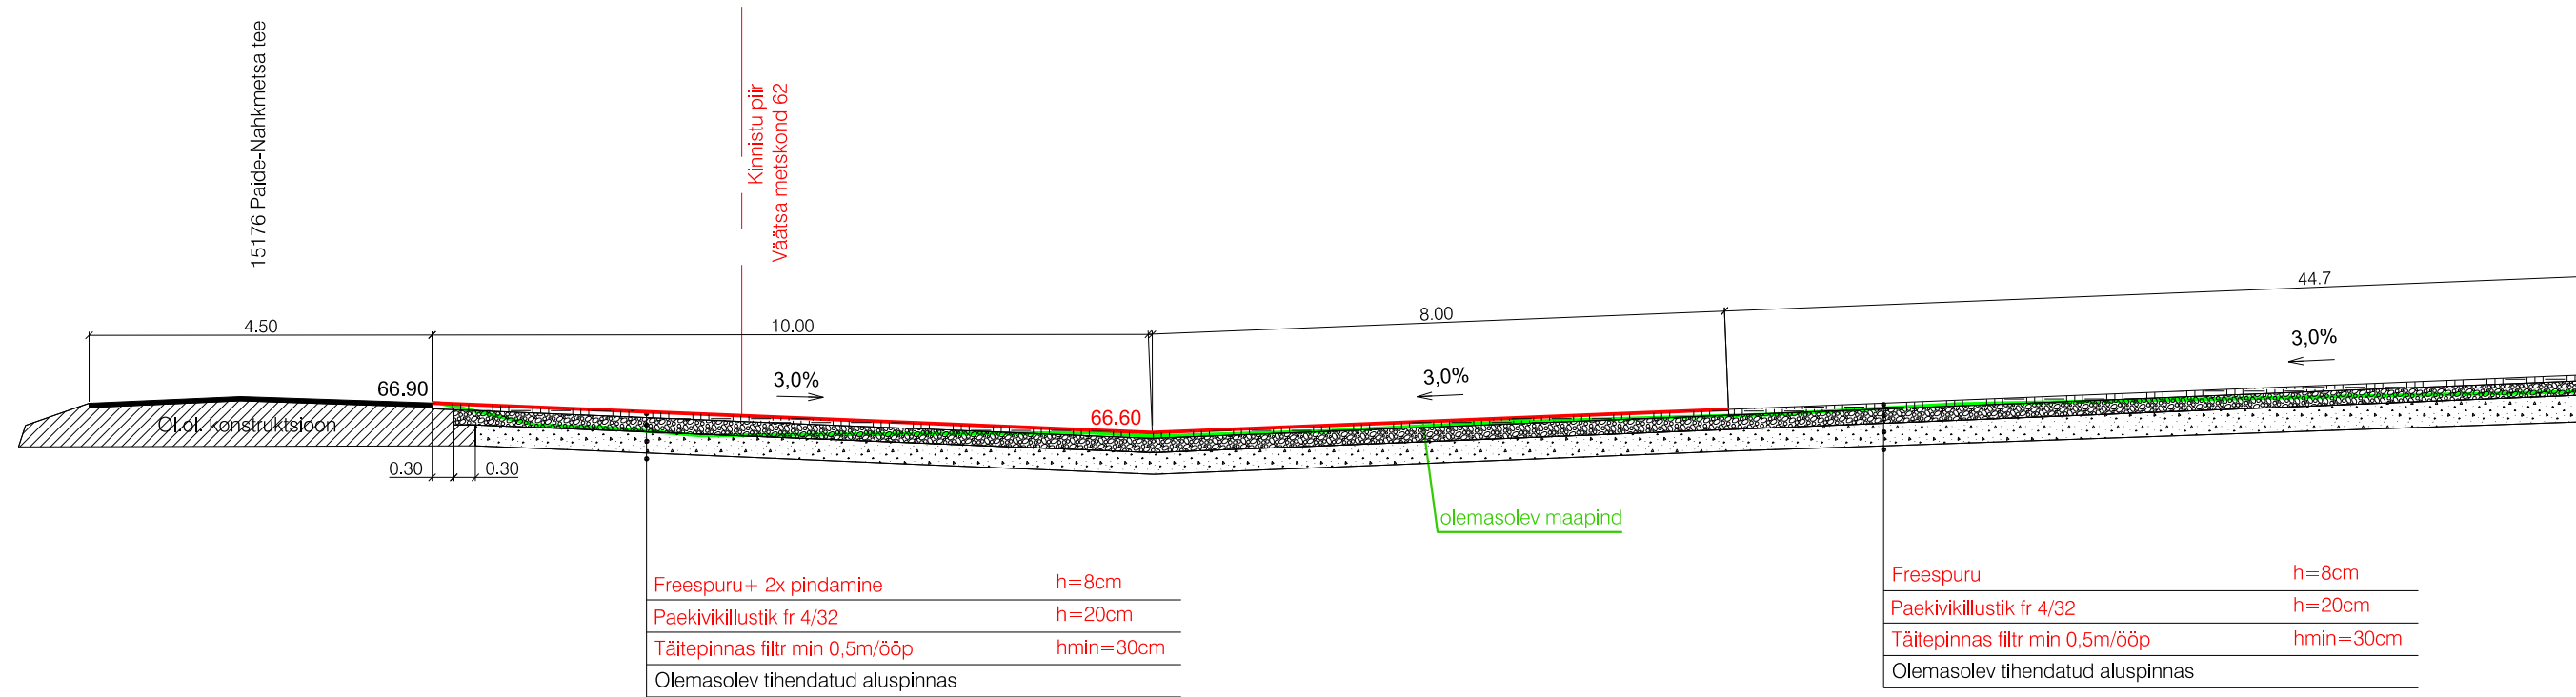 15176 Paide-Nahkmetsa tee
Kinnistu piir
Väätsa metskond 62
4.50
10.00
8.00
44.7
66.90
3,0%
66.60
3,0%
3,0%
Ol.ol. konstruktsioon
0.30
0.30
olemasolev maapind
Freespuru+ 2x pindamine h=8cm
Paekivikillustik fr 4/32 h=20cm
Täitepinnas filtr min 0,5m/ööp hmin=30cm
Olemasolev tihendatud aluspinnas
Freespuru h=8cm
Paekivikillustik fr 4/32 h=20cm
Täitepinnas filtr min 0,5m/ööp hmin=30cm
Olemasolev tihendatud aluspinnas